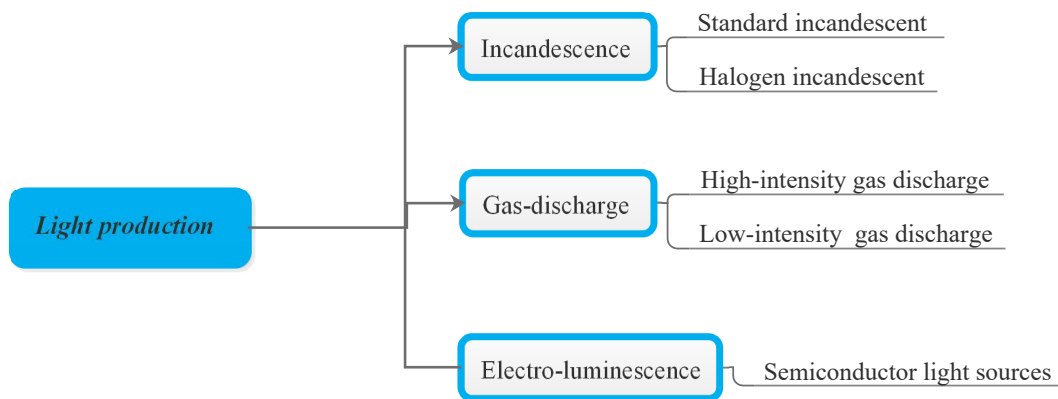 Light production
Incandescence
Standard incandescent
Halogen incandescent
Gas-discharge
High-intensity gas discharge
Low-intensity  gas discharge
Electro-luminescence
Semiconductor light sources